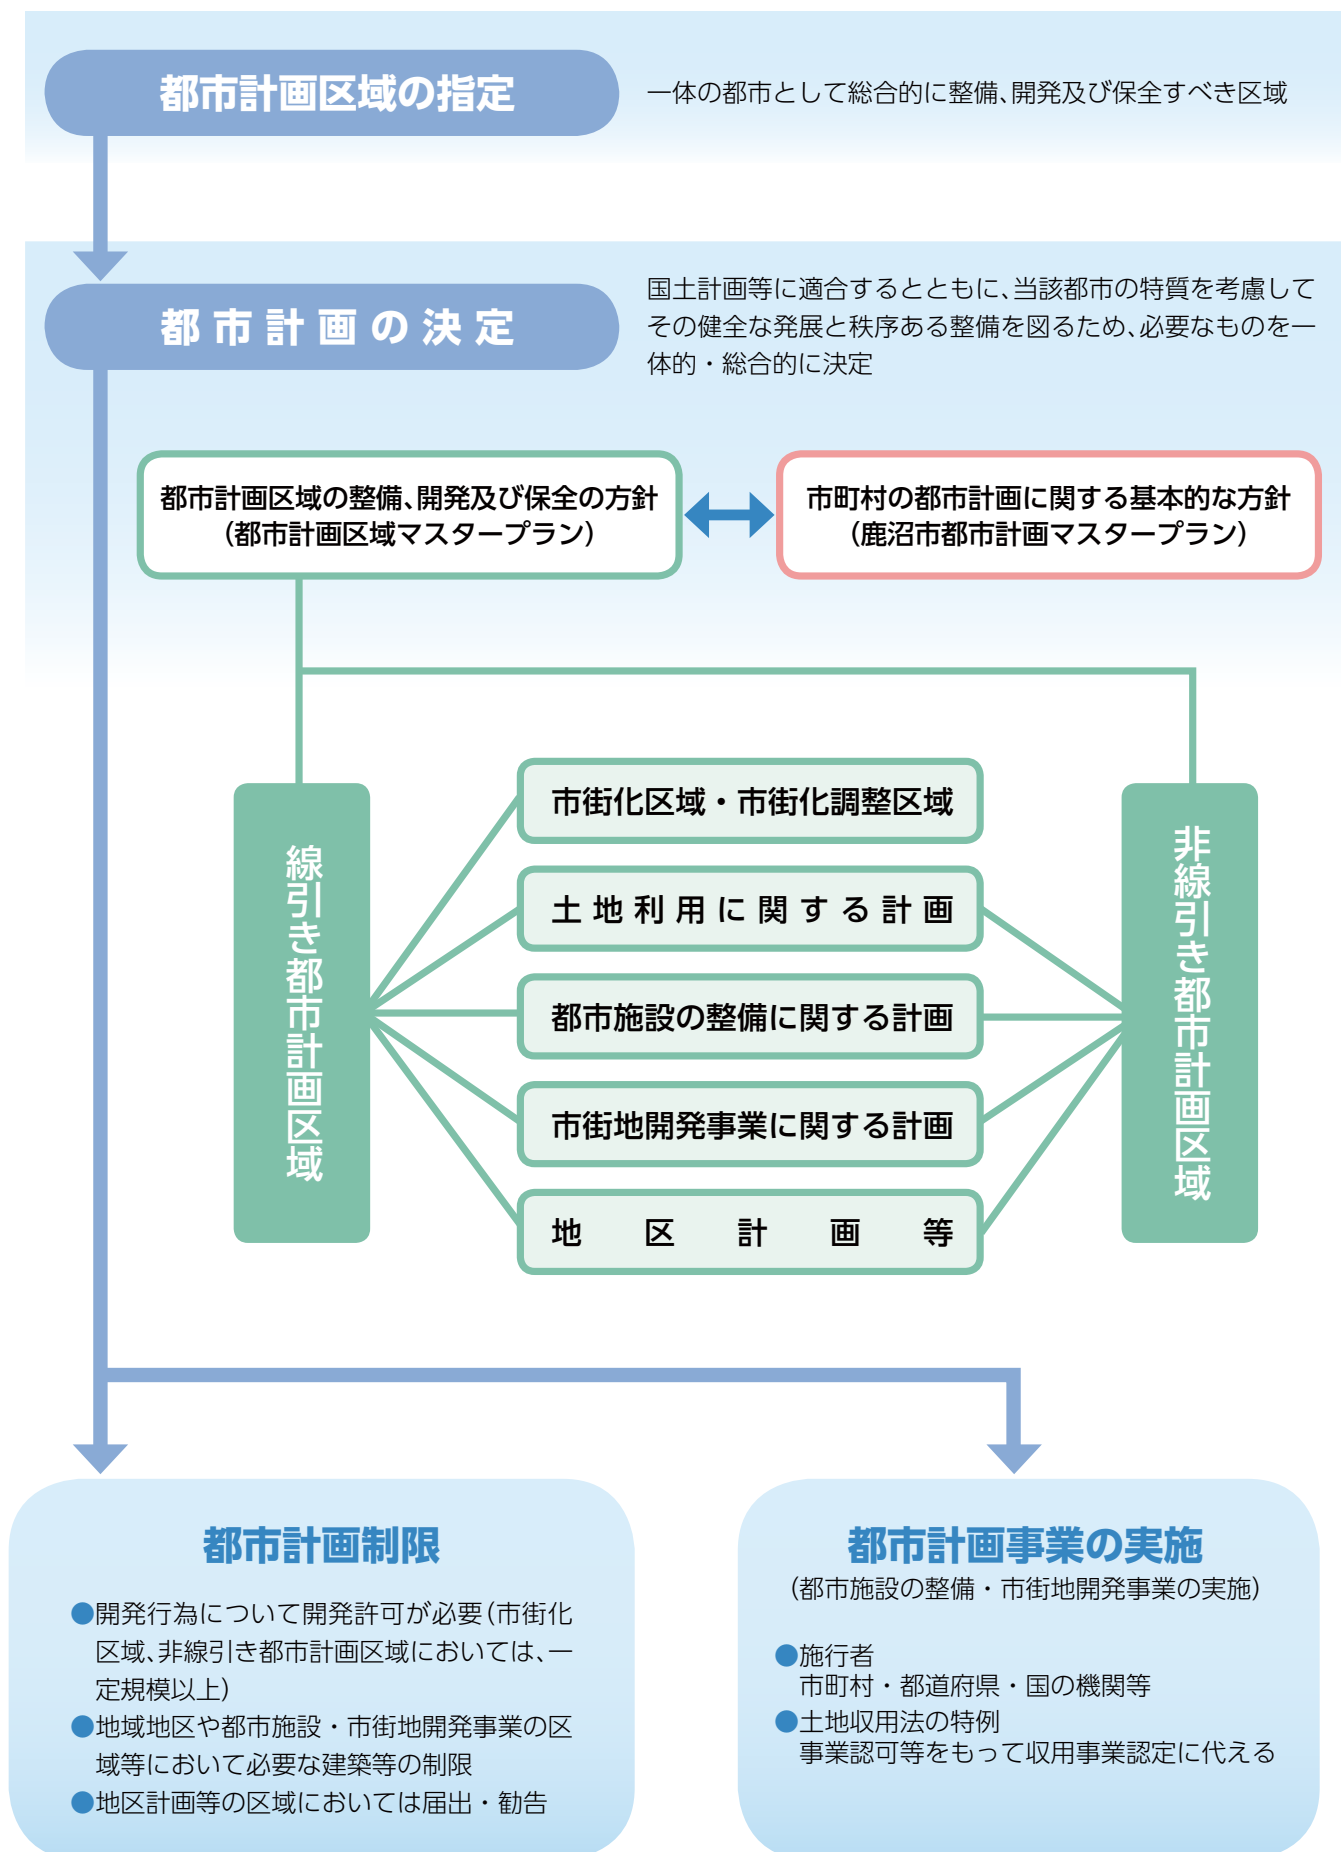 都市計画区域の指定
一体の都市として総合的に整備、開発及び保全すべき区域
都市計画の決定
国土計画等に適合するとともに、当該都市の特質を考慮して
その健全な発展と秩序ある整備を図るため、必要なものを一
体的・総合的に決定
都市計画区域の整備、開発及び保全の方針
（都市計画区域マスタープラン）
市町村の都市計画に関する基本的な方針
（鹿沼市都市計画マスタープラン）
線引き都市計画区域
市街化区域・市街化調整区域
土地利用に関する計画
都市施設の整備に関する計画
市街地開発事業に関する計画
地区計画等
非線引き都市計画区域
都市計画制限
●開発行為について開発許可が必要（市街化
区域、非線引き都市計画区域においては、一
定規模以上）
●地域地区や都市施設・市街地開発事業の区
域等において必要な建築等の制限
●地区計画等の区域においては届出・勧告
都市計画事業の実施
（都市施設の整備・市街地開発事業の実施）
●施行者
市町村・都道府県・国の機関等
●土地収用法の特例
事業認可等をもって収用事業認定に代える